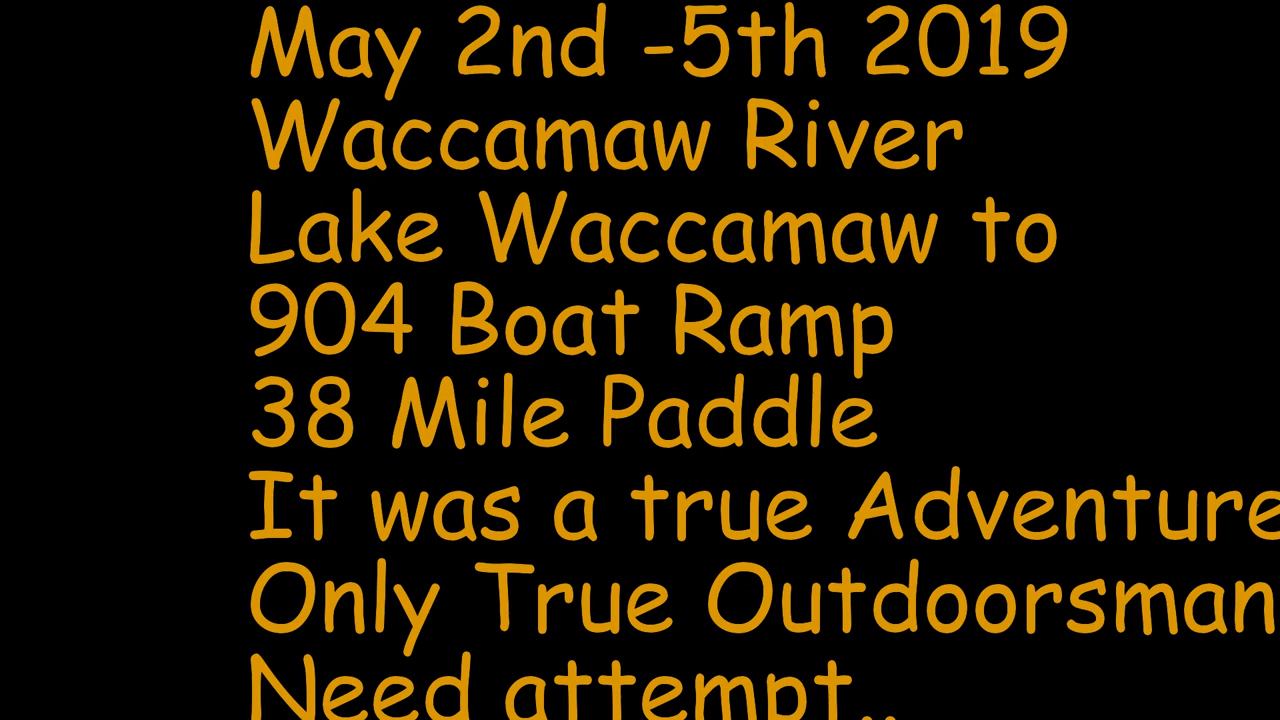 May 2nd -5th 2019
Waccamaw River
Lake Waccamaw to
904 Boat Ramp
38 Mile Paddle
It was a true Adventure
Only True Outdoorsman
Need attempt..